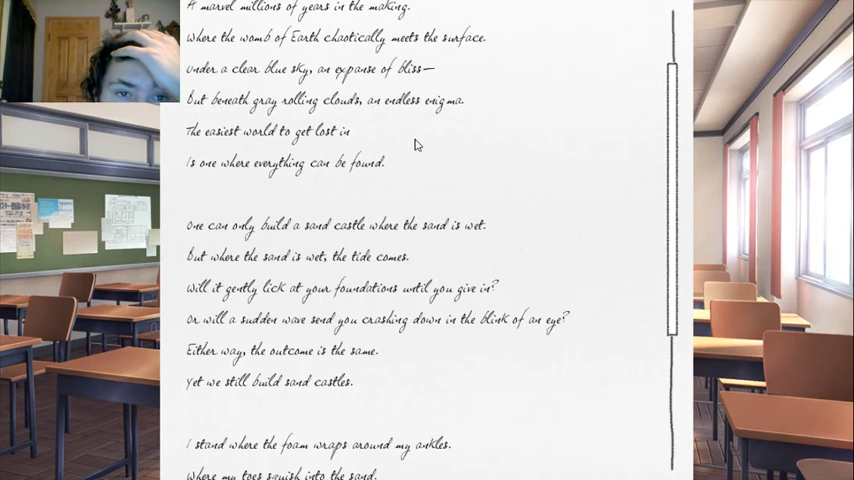 A marvel millions of years in the making.
Where the womb of Earth chaotically meets the surface.
Under a clear blue sky, an expanse of bliss—
But beneath gray rolling clouds, an endless enigma.
The easiest world to get lost in
Is one where everything can be found.
One can only build a sand castle where the sand is wet.
But where the sand is wet, the tide comes.
Will it gently lick at your foundations until you give in?
Or will a sudden wave send you crashing down in the blink of an eye?
Either way, the outcome is the same.
Yet we still build sand castles.
I stand where the foam wraps around my ankles.
Where my toes squish into the sand.